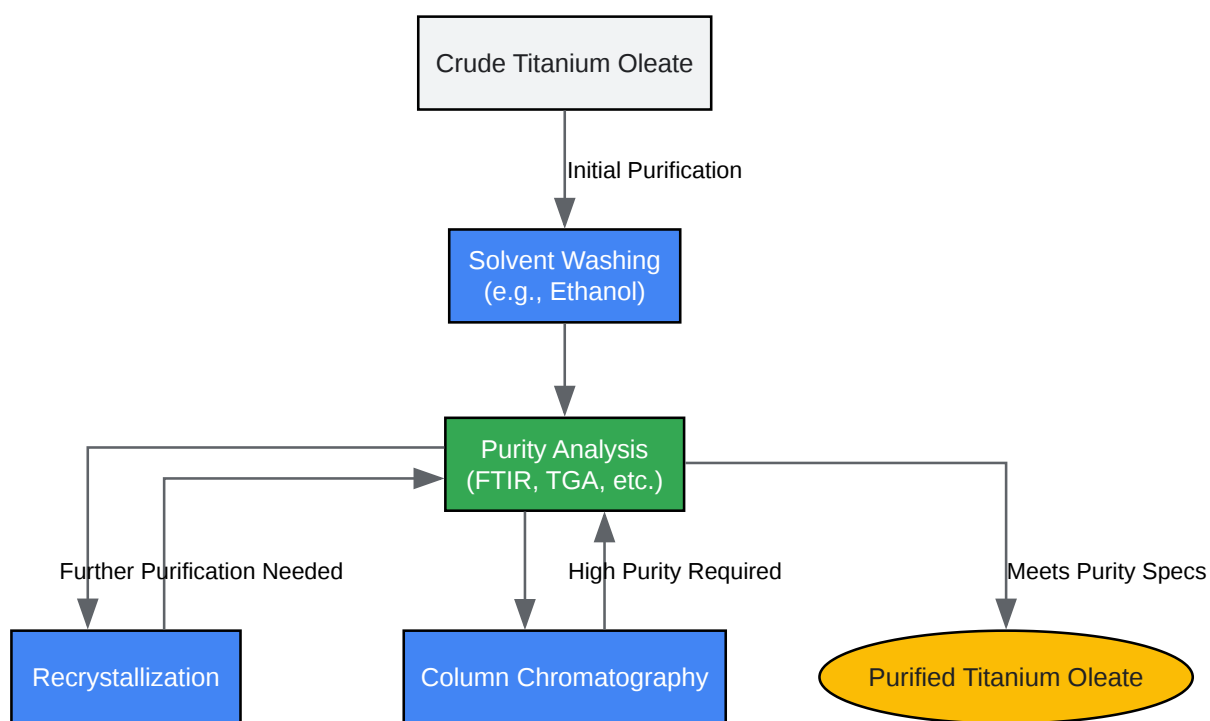 Crude Titanium Oleate
Initial Purification
Solvent Washing
(e.g., Ethanol)
Purity Analysis
(FTIR, TGA, etc.)
Further Purification Needed
High Purity Required
Meets Purity Specs
Recrystallization
Column Chromatography
Purified Titanium Oleate